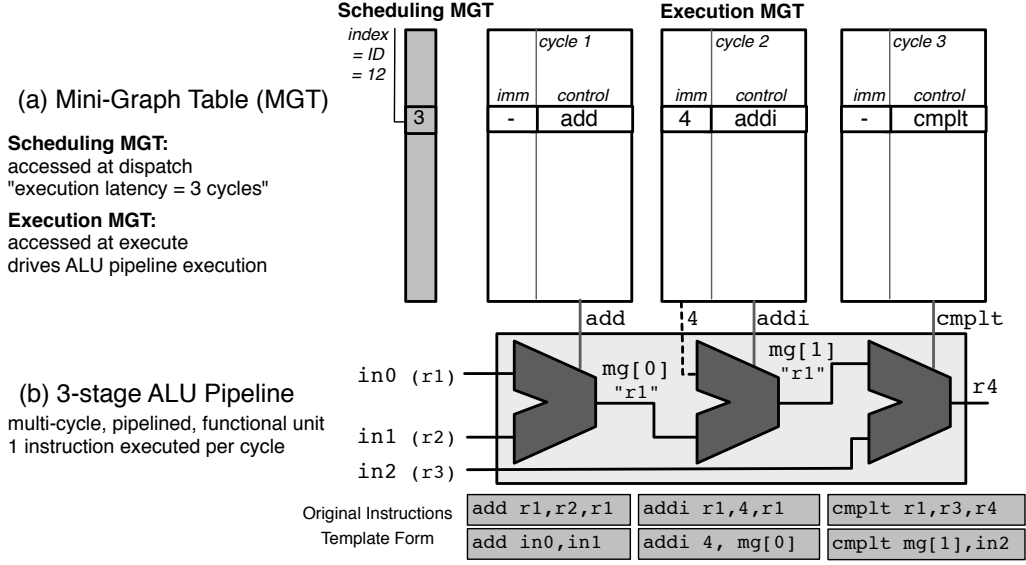 Scheduling MGT
Execution MGT
index
= ID
= 12
cycle 1
cycle 2
cycle 3
imm control
imm control
imm control
3
- add
4 addi
- cmplt
(a) Mini-Graph Table (MGT)
Scheduling MGT:
accessed at dispatch
"execution latency = 3 cycles"
Execution MGT:
accessed at execute
drives ALU pipeline execution
add
4
addi
cmplt
(b) 3-stage ALU Pipeline
multi-cycle, pipelined, functional unit
1 instruction executed per cycle
in0 (r1)
in1 (r2)
in2 (r3)
mg[0]
"r1"
mg[1]
"r1"
r4
Original Instructions
add r1,r2,r1
addi r1,4,r1
cmplt r1,r3,r4
Template Form
add in0,in1
addi 4, mg[0]
cmplt mg[1],in2